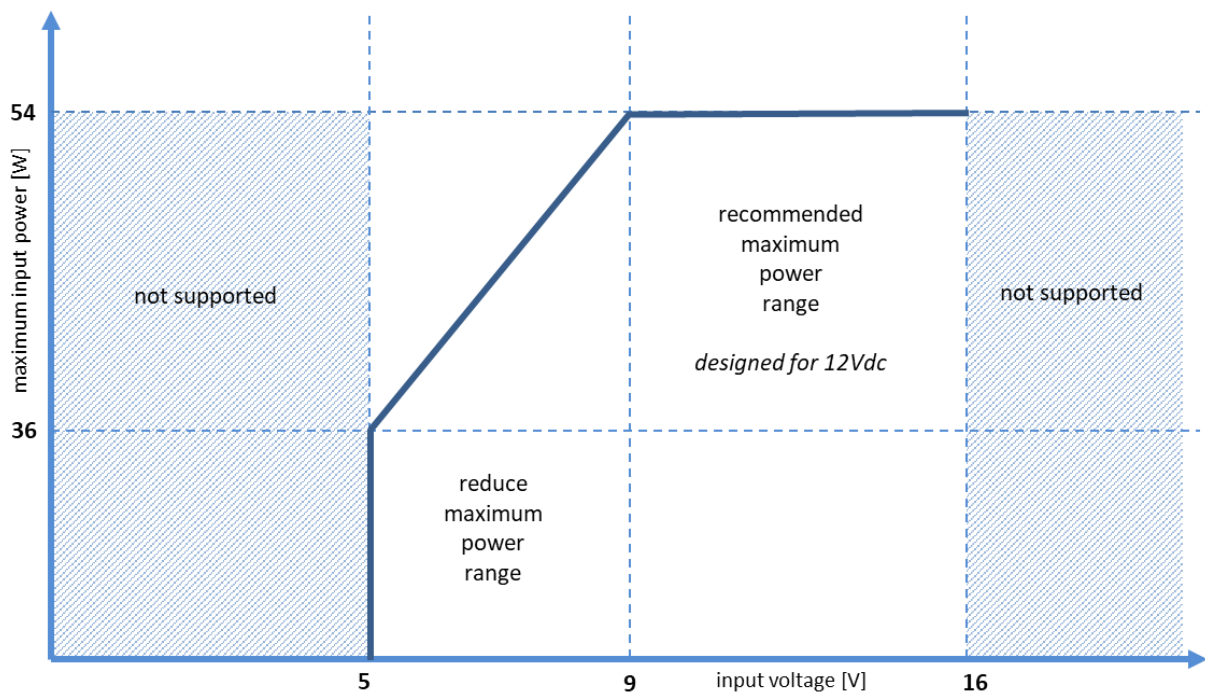 54
maximum input power [W]
36
not supported
recommended
maximum
power
range
designed for 12Vdc
not supported
reduce
maximum
power
range
5
9
input voltage [V]
16